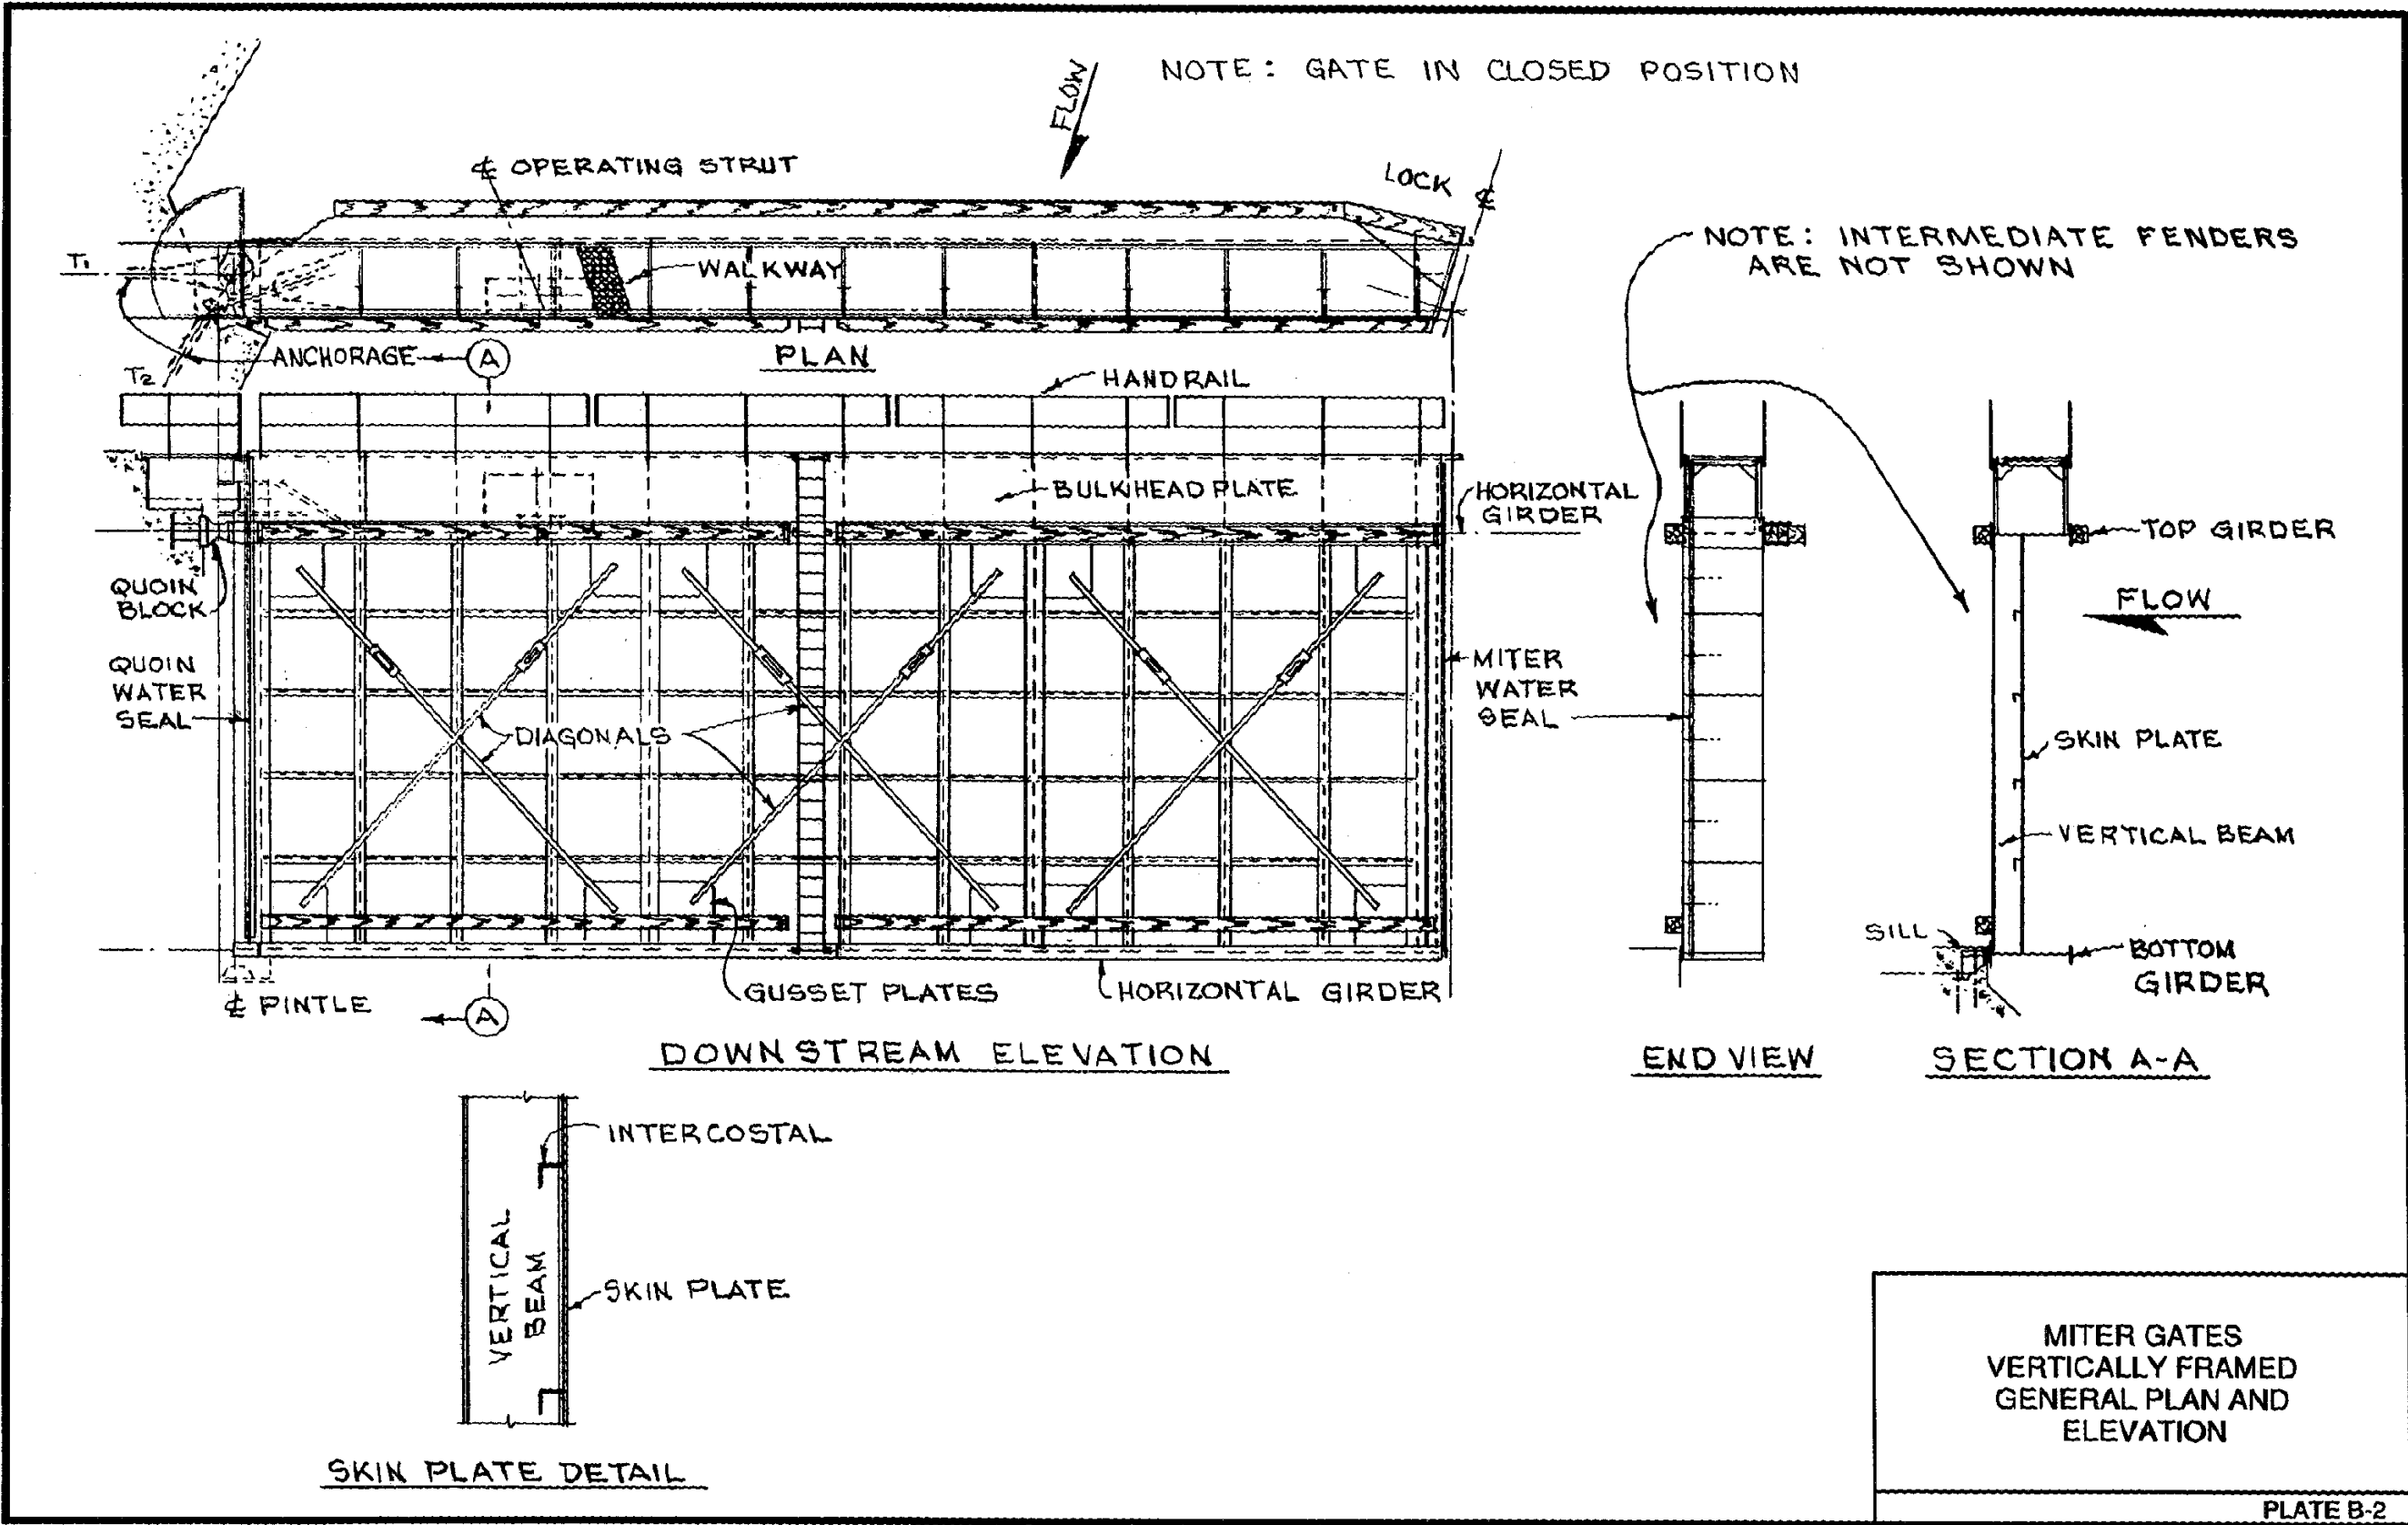 NOTE: GATE IN CLOSED POSITION
FLOW
℄ OPERATING STRUT
LOCK ℄
NOTE: INTERMEDIATE FENDERS
ARE NOT SHOWN
T1
WALKWAY
ANCHORAGE
A
PLAN
T2
HANDRAIL
BULKHEAD PLATE
HORIZONTAL
GIRDER
TOP GIRDER
QUOIN
BLOCK
FLOW
QUOIN
WATER
SEAL
MITER
WATER
SEAL
DIAGONALS
SKIN PLATE
VERTICAL BEAM
SILL
BOTTOM
GIRDER
℄ PINTLE
A
GUSSET PLATES
HORIZONTAL GIRDER
DOWNSTREAM ELEVATION
END VIEW
SECTION A-A
INTERCOSTAL
VERTICAL
BEAM
SKIN PLATE
SKIN PLATE DETAIL
MITER GATES
VERTICALLY FRAMED
GENERAL PLAN AND
ELEVATION
PLATE B-2